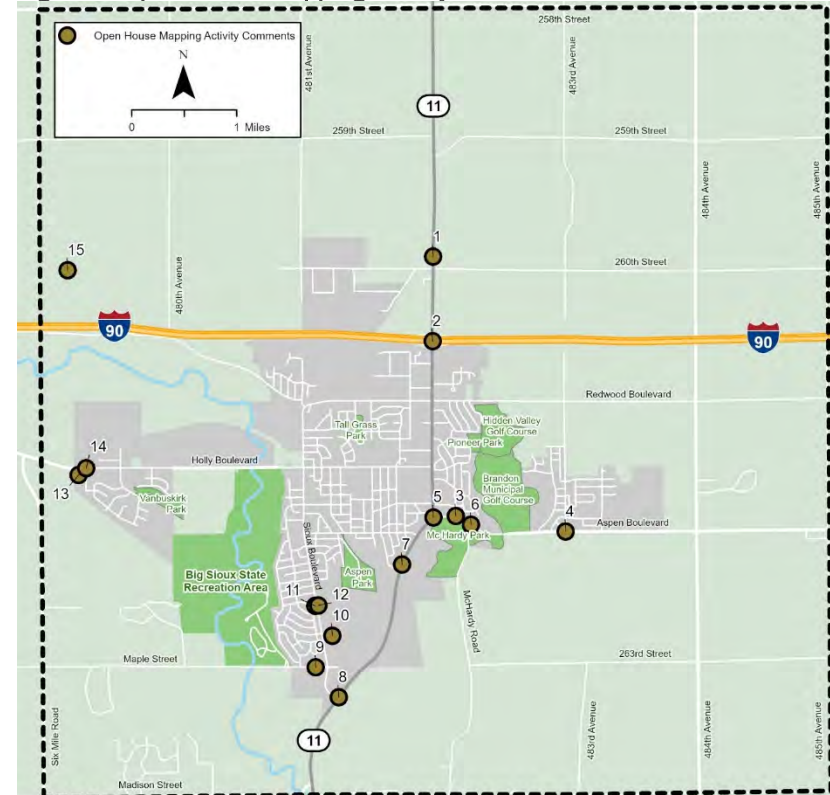 258th Street
Open House Mapping Activity Comments
N
0 1 Miles
481st Avenue
483rd Avenue
11
259th Street
259th Street
484th Avenue
485th Avenue
1
15
260th Street
480th Avenue
90
2
90
Redwood Boulevard
Tall Grass
Park
Hidden Valley
Golf Course
Pioneer Park
14
Holly Boulevard
13
Vanbuskirk
Park
Brandon
Municipal
Golf Course
5
3
6
4
Aspen Boulevard
Mc Hardy Park
Sioux Boulevard
7
Aspen
Park
Big Sioux State
Recreation Area
11
12
10
McHardy Road
9
Maple Street
263rd Street
8
Six Mile Road
11
483rd Avenue
484th Avenue
485th Avenue
Madison Street